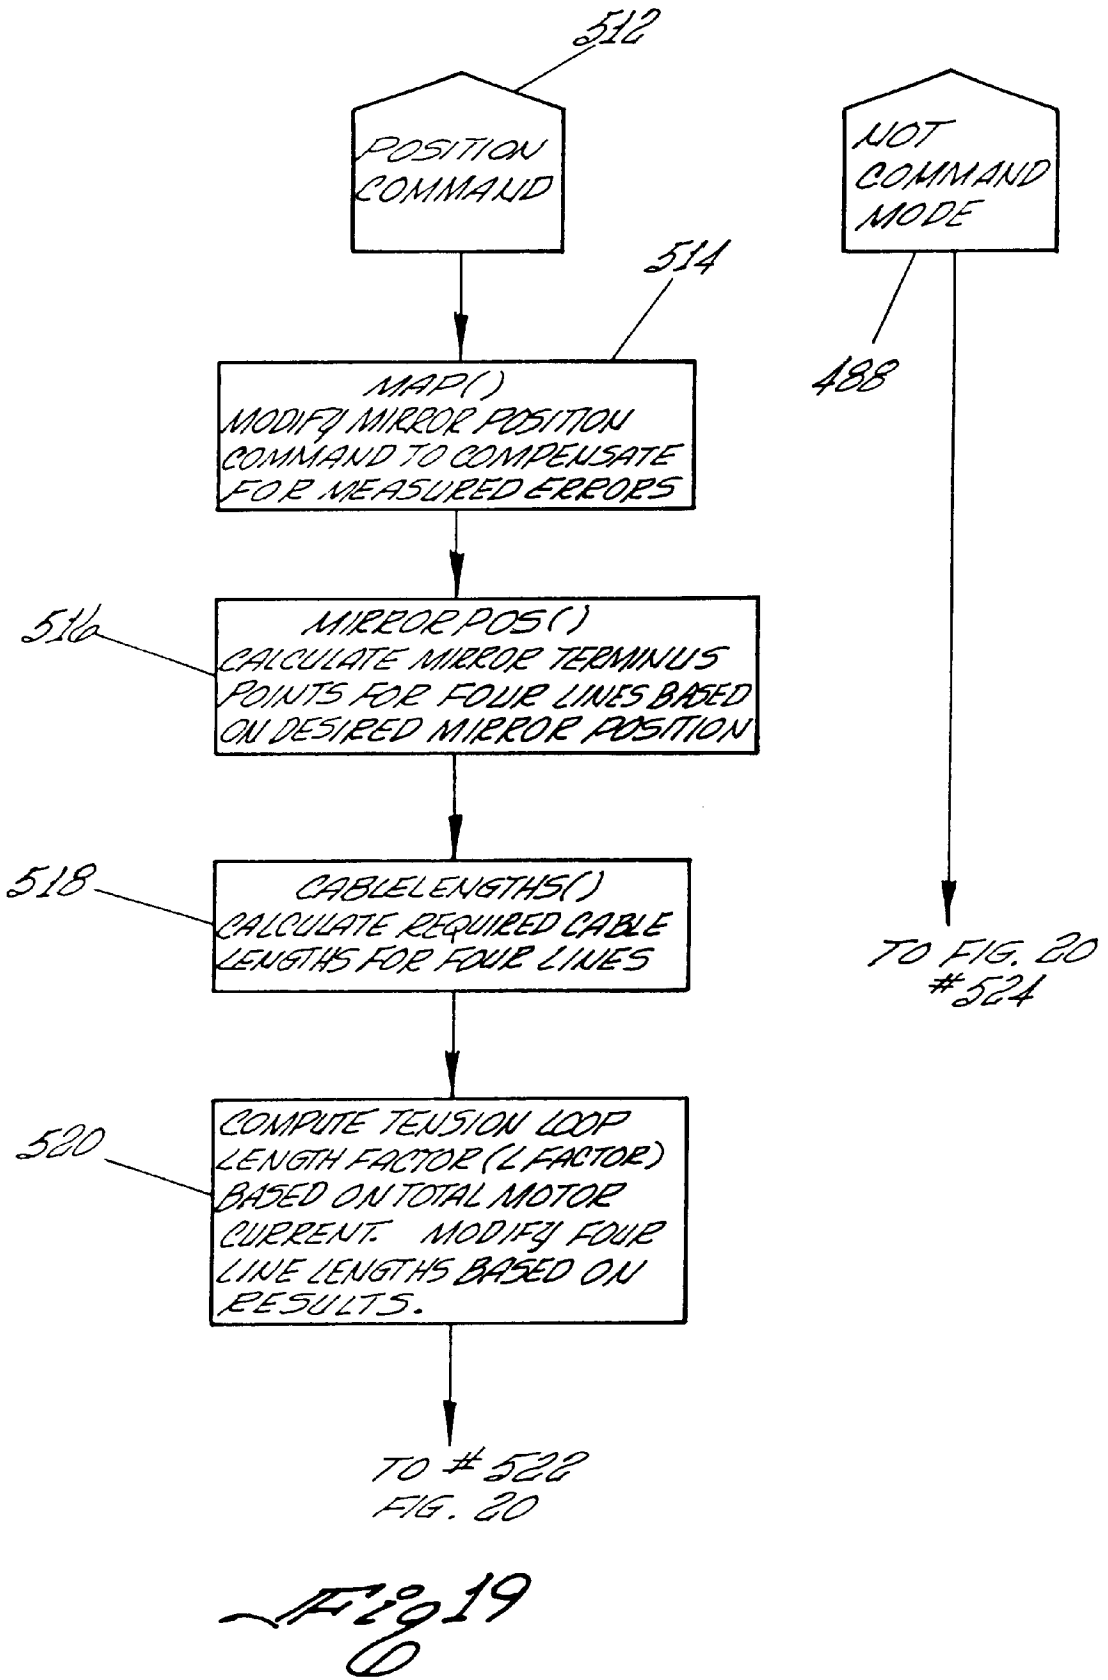 512
POSITION
COMMAND
NOT
COMMAND
MODE
514
488
MAP()
MODIFY MIRROR POSITION
COMMAND TO COMPENSATE
FOR MEASURED ERRORS
516
MIRRORPOS()
CALCULATE MIRROR TERMINUS
POINTS FOR FOUR LINES BASED
ON DESIRED MIRROR POSITION
518
CABLELENGTHS()
CALCULATE REQUIRED CABLE
LENGTHS FOR FOUR LINES
TO FIG. 20
#524
520
COMPUTE TENSION LOOP
LENGTH FACTOR (L FACTOR)
BASED ON TOTAL MOTOR
CURRENT. MODIFY FOUR
LINE LENGTHS BASED ON
RESULTS.
TO #522
FIG. 20
Fig 19